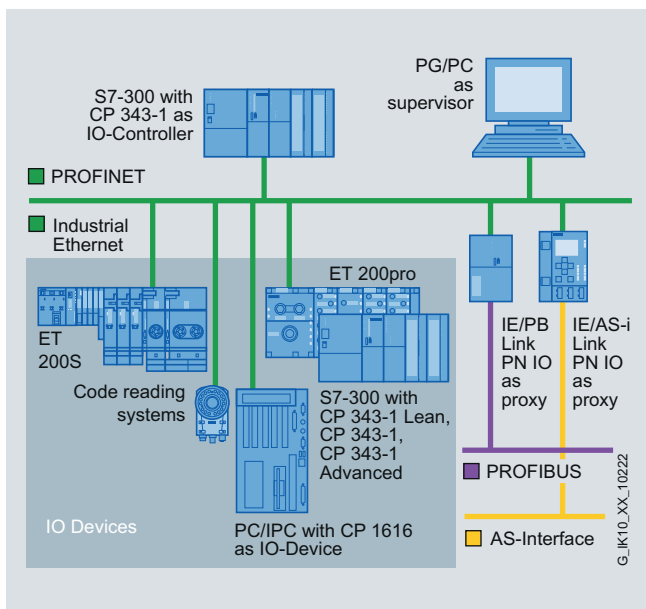 S7-300 with
CP 343-1 as
IO-Controller
PG/PC
as
supervisor
PROFINET
Industrial
Ethernet
ET 200pro
ET
200S
IE/PB
Link
PN IO
as
proxy
IE/AS-i
Link
PN IO
as
proxy
Code reading
systems
S7-300 with
CP 343-1 Lean,
CP 343-1,
CP 343-1
Advanced
PROFIBUS
IO Devices
PC/IPC with CP 1616
as IO-Device
AS-Interface
G_IK10_XX_10222